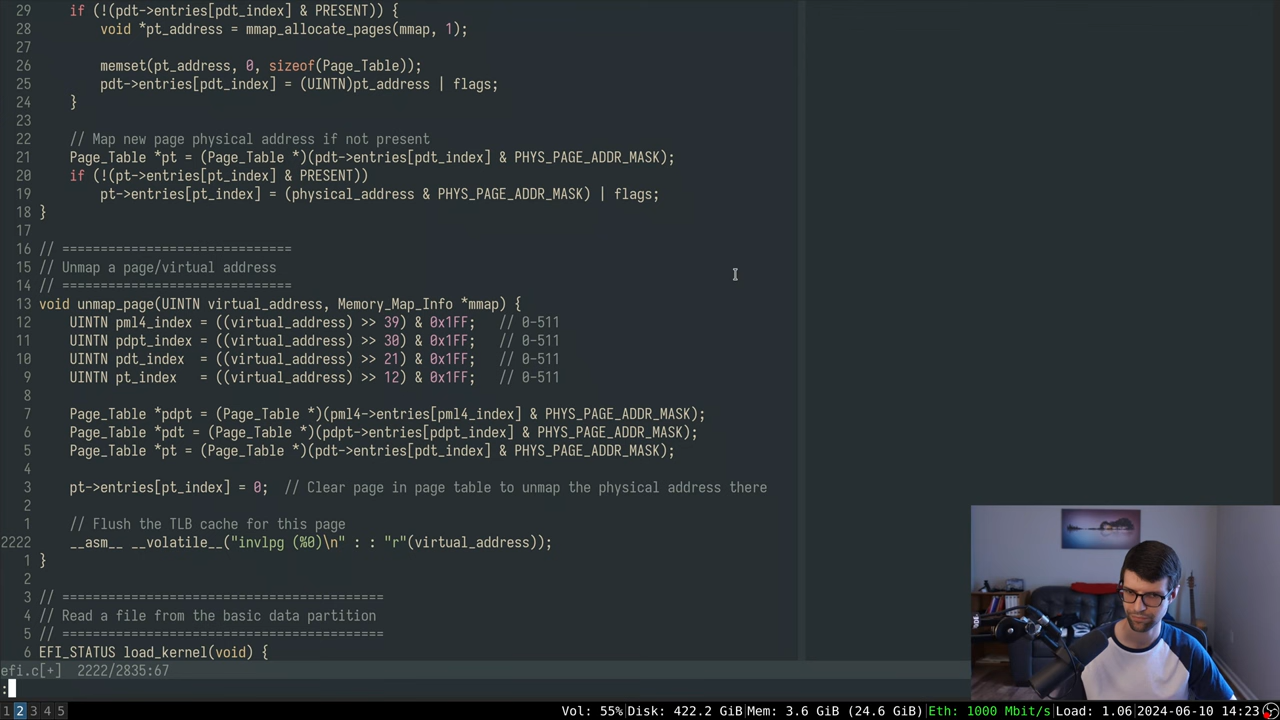 29     if (!(pdt->entries[pdt_index] & PRESENT)) {
28         void *pt_address = mmap_allocate_pages(mmap, 1);
27
26         memset(pt_address, 0, sizeof(Page_Table));
25         pdt->entries[pdt_index] = (UINTN)pt_address | flags;
24     }
23
22     // Map new page physical address if not present
21     Page_Table *pt = (Page_Table *)(pdt->entries[pdt_index] & PHYS_PAGE_ADDR_MASK);
20     if (!(pt->entries[pt_index] & PRESENT))
19         pt->entries[pt_index] = (physical_address & PHYS_PAGE_ADDR_MASK) | flags;
18 }
17
16 // ==============================
15 // Unmap a page/virtual address
14 // ==============================
13 void unmap_page(UINTN virtual_address, Memory_Map_Info *mmap) {
12     UINTN pml4_index = ((virtual_address) >> 39) & 0x1FF;   // 0-511
11     UINTN pdpt_index = ((virtual_address) >> 30) & 0x1FF;   // 0-511
10     UINTN pdt_index  = ((virtual_address) >> 21) & 0x1FF;   // 0-511
9     UINTN pt_index   = ((virtual_address) >> 12) & 0x1FF;   // 0-511
8
7     Page_Table *pdpt = (Page_Table *)(pml4->entries[pml4_index] & PHYS_PAGE_ADDR_MASK);
6     Page_Table *pdt = (Page_Table *)(pdpt->entries[pdpt_index] & PHYS_PAGE_ADDR_MASK);
5     Page_Table *pt = (Page_Table *)(pdt->entries[pdt_index] & PHYS_PAGE_ADDR_MASK);
4
3     pt->entries[pt_index] = 0;  // Clear page in page table to unmap the physical address there
2
1     // Flush the TLB cache for this page
2222     __asm__ __volatile__("invlpg (%0)\n" : : "r"(virtual_address));
1 }
2
3 // ==========================================
4 // Read a file from the basic data partition
5 // ==========================================
6 EFI_STATUS load_kernel(void) {
efi.c[+]  2222/2835:67
:
1 2 3 4 5 Vol: 55% Disk: 422.2 GiB Mem: 3.6 GiB (24.6 GiB) Eth: 1000 Mbit/s Load: 1.06 2024-06-10 14:23